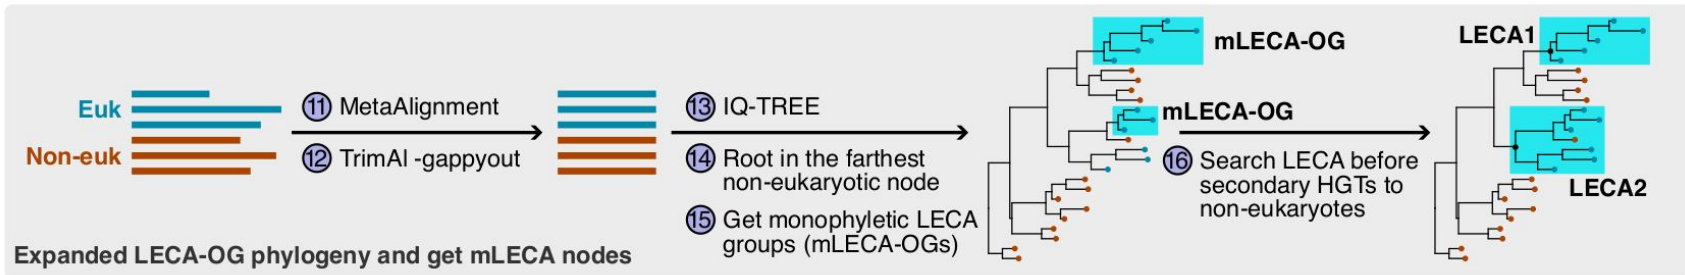 Euk
Non-euk
11 MetaAlignment
12 TrimAl -gappyout
13 IQ-TREE
14 Root in the farthest
non-eukaryotic node
15 Get monophyletic LECA
groups (mLECA-OGs)
mLECA-OG
mLECA-OG
16 Search LECA before
secondary HGTs to
non-eukaryotes
LECA1
LECA2
Expanded LECA-OG phylogeny and get mLECA nodes